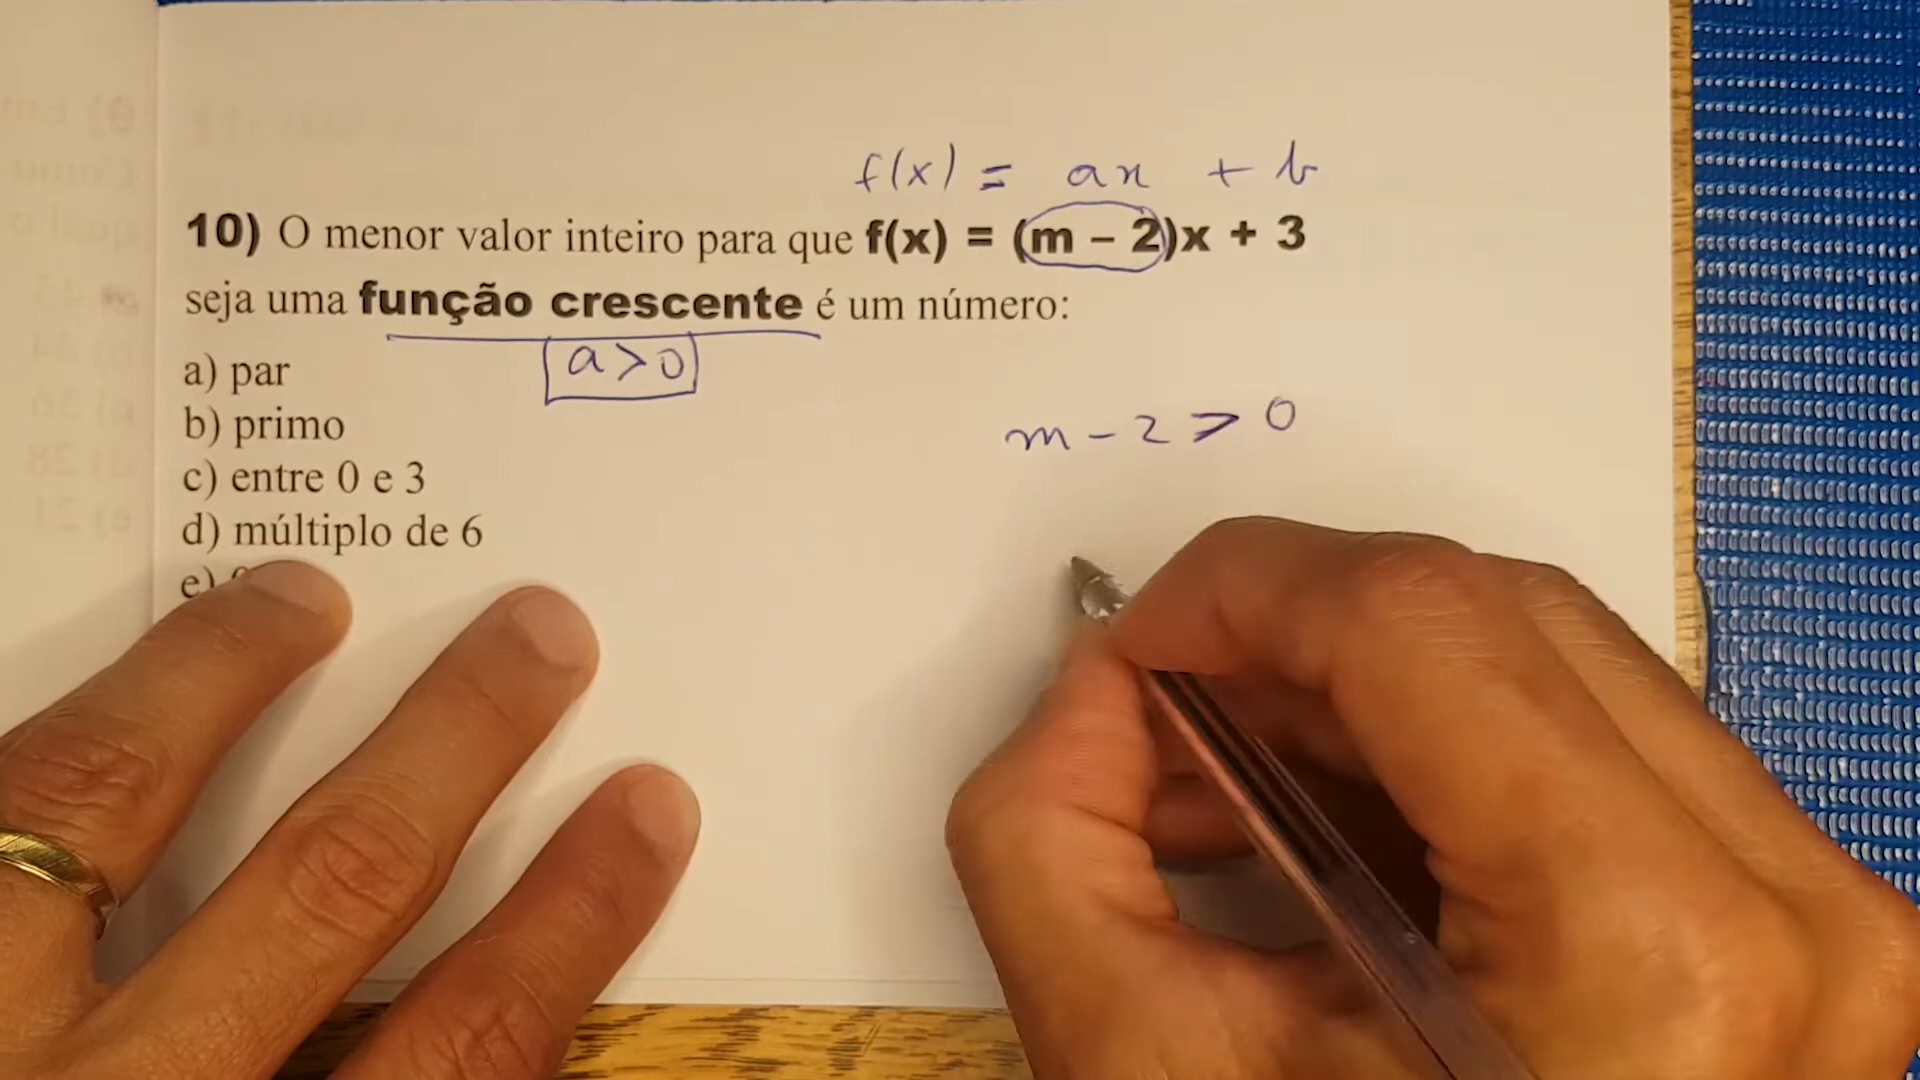 f(x) = ax + b
10) O menor valor inteiro para que f(x) = (m – 2)x + 3
seja uma função crescente é um número:
a > 0
a) par
b) primo
m - 2 > 0
c) entre 0 e 3
d) múltiplo de 6
e)